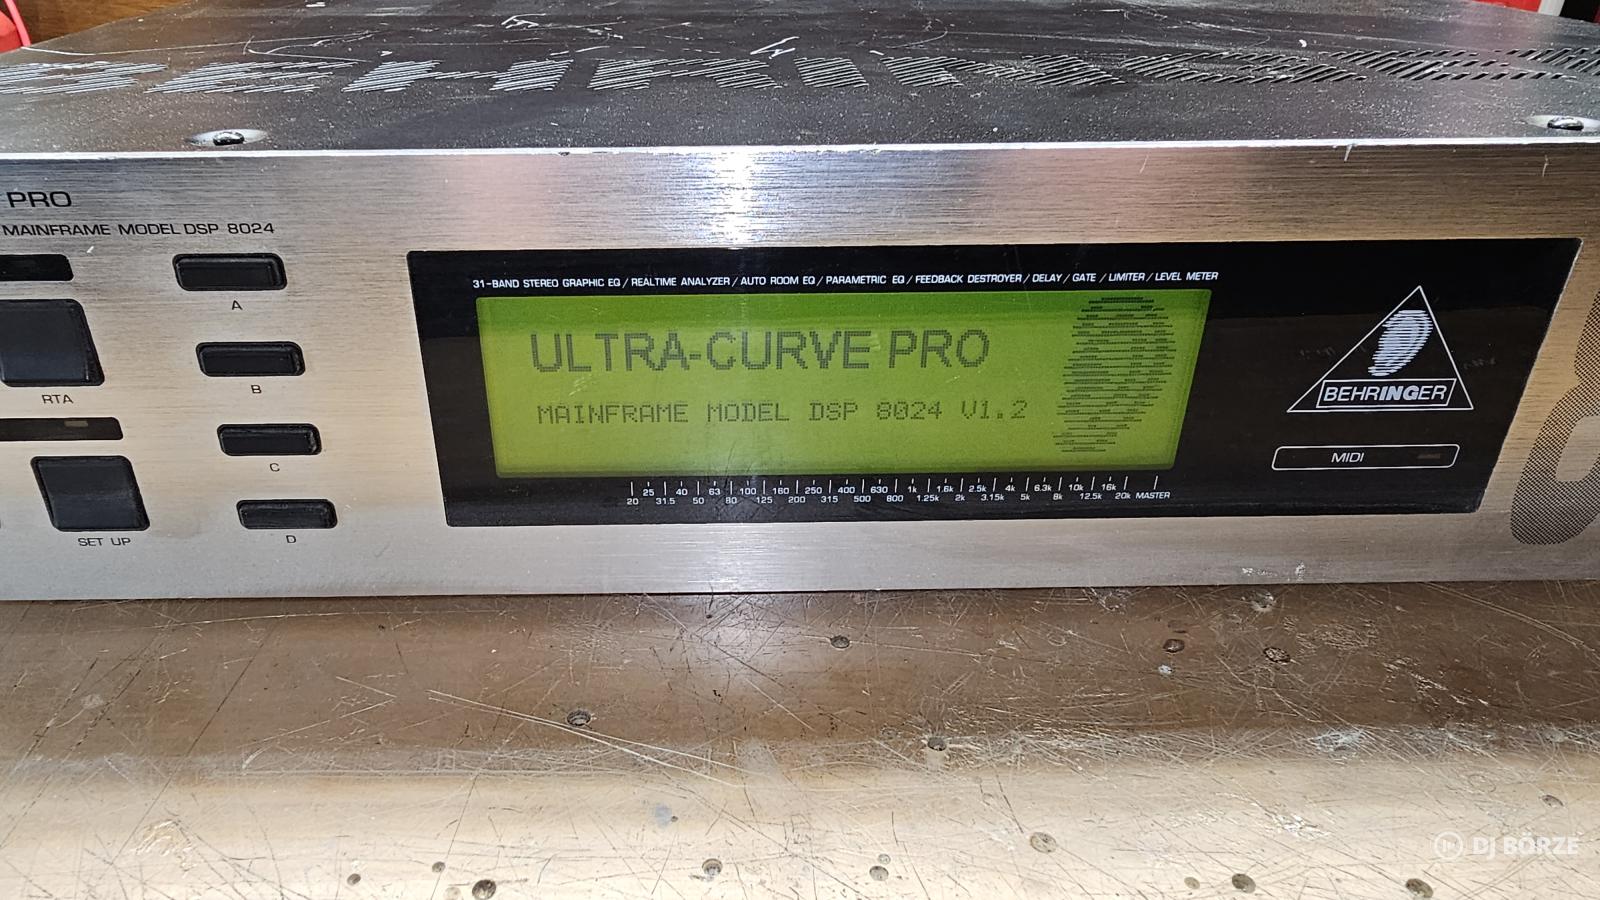 BEHRINGER
PRO
MAINFRAME MODEL DSP 8024
A
B
RTA
C
SET UP
D
31-BAND STEREO GRAPHIC EQ / REALTIME ANALYZER / AUTO ROOM EQ / PARAMETRIC EQ / FEEDBACK DESTROYER / DELAY / GATE / LIMITER / LEVEL METER
ULTRA-CURVE PRO
MAINFRAME MODEL DSP 8024 V1.2
25 40 63 100 160 250 400 630 1k 1.6k 2.5k 4k 6.3k 10k 16k
20 31.5 50 80 125 200 315 500 800 1.25k 2k 3.15k 5k 8k 12.5k 20k MASTER
BEHRINGER
MIDI
8
DJ BÖRZE